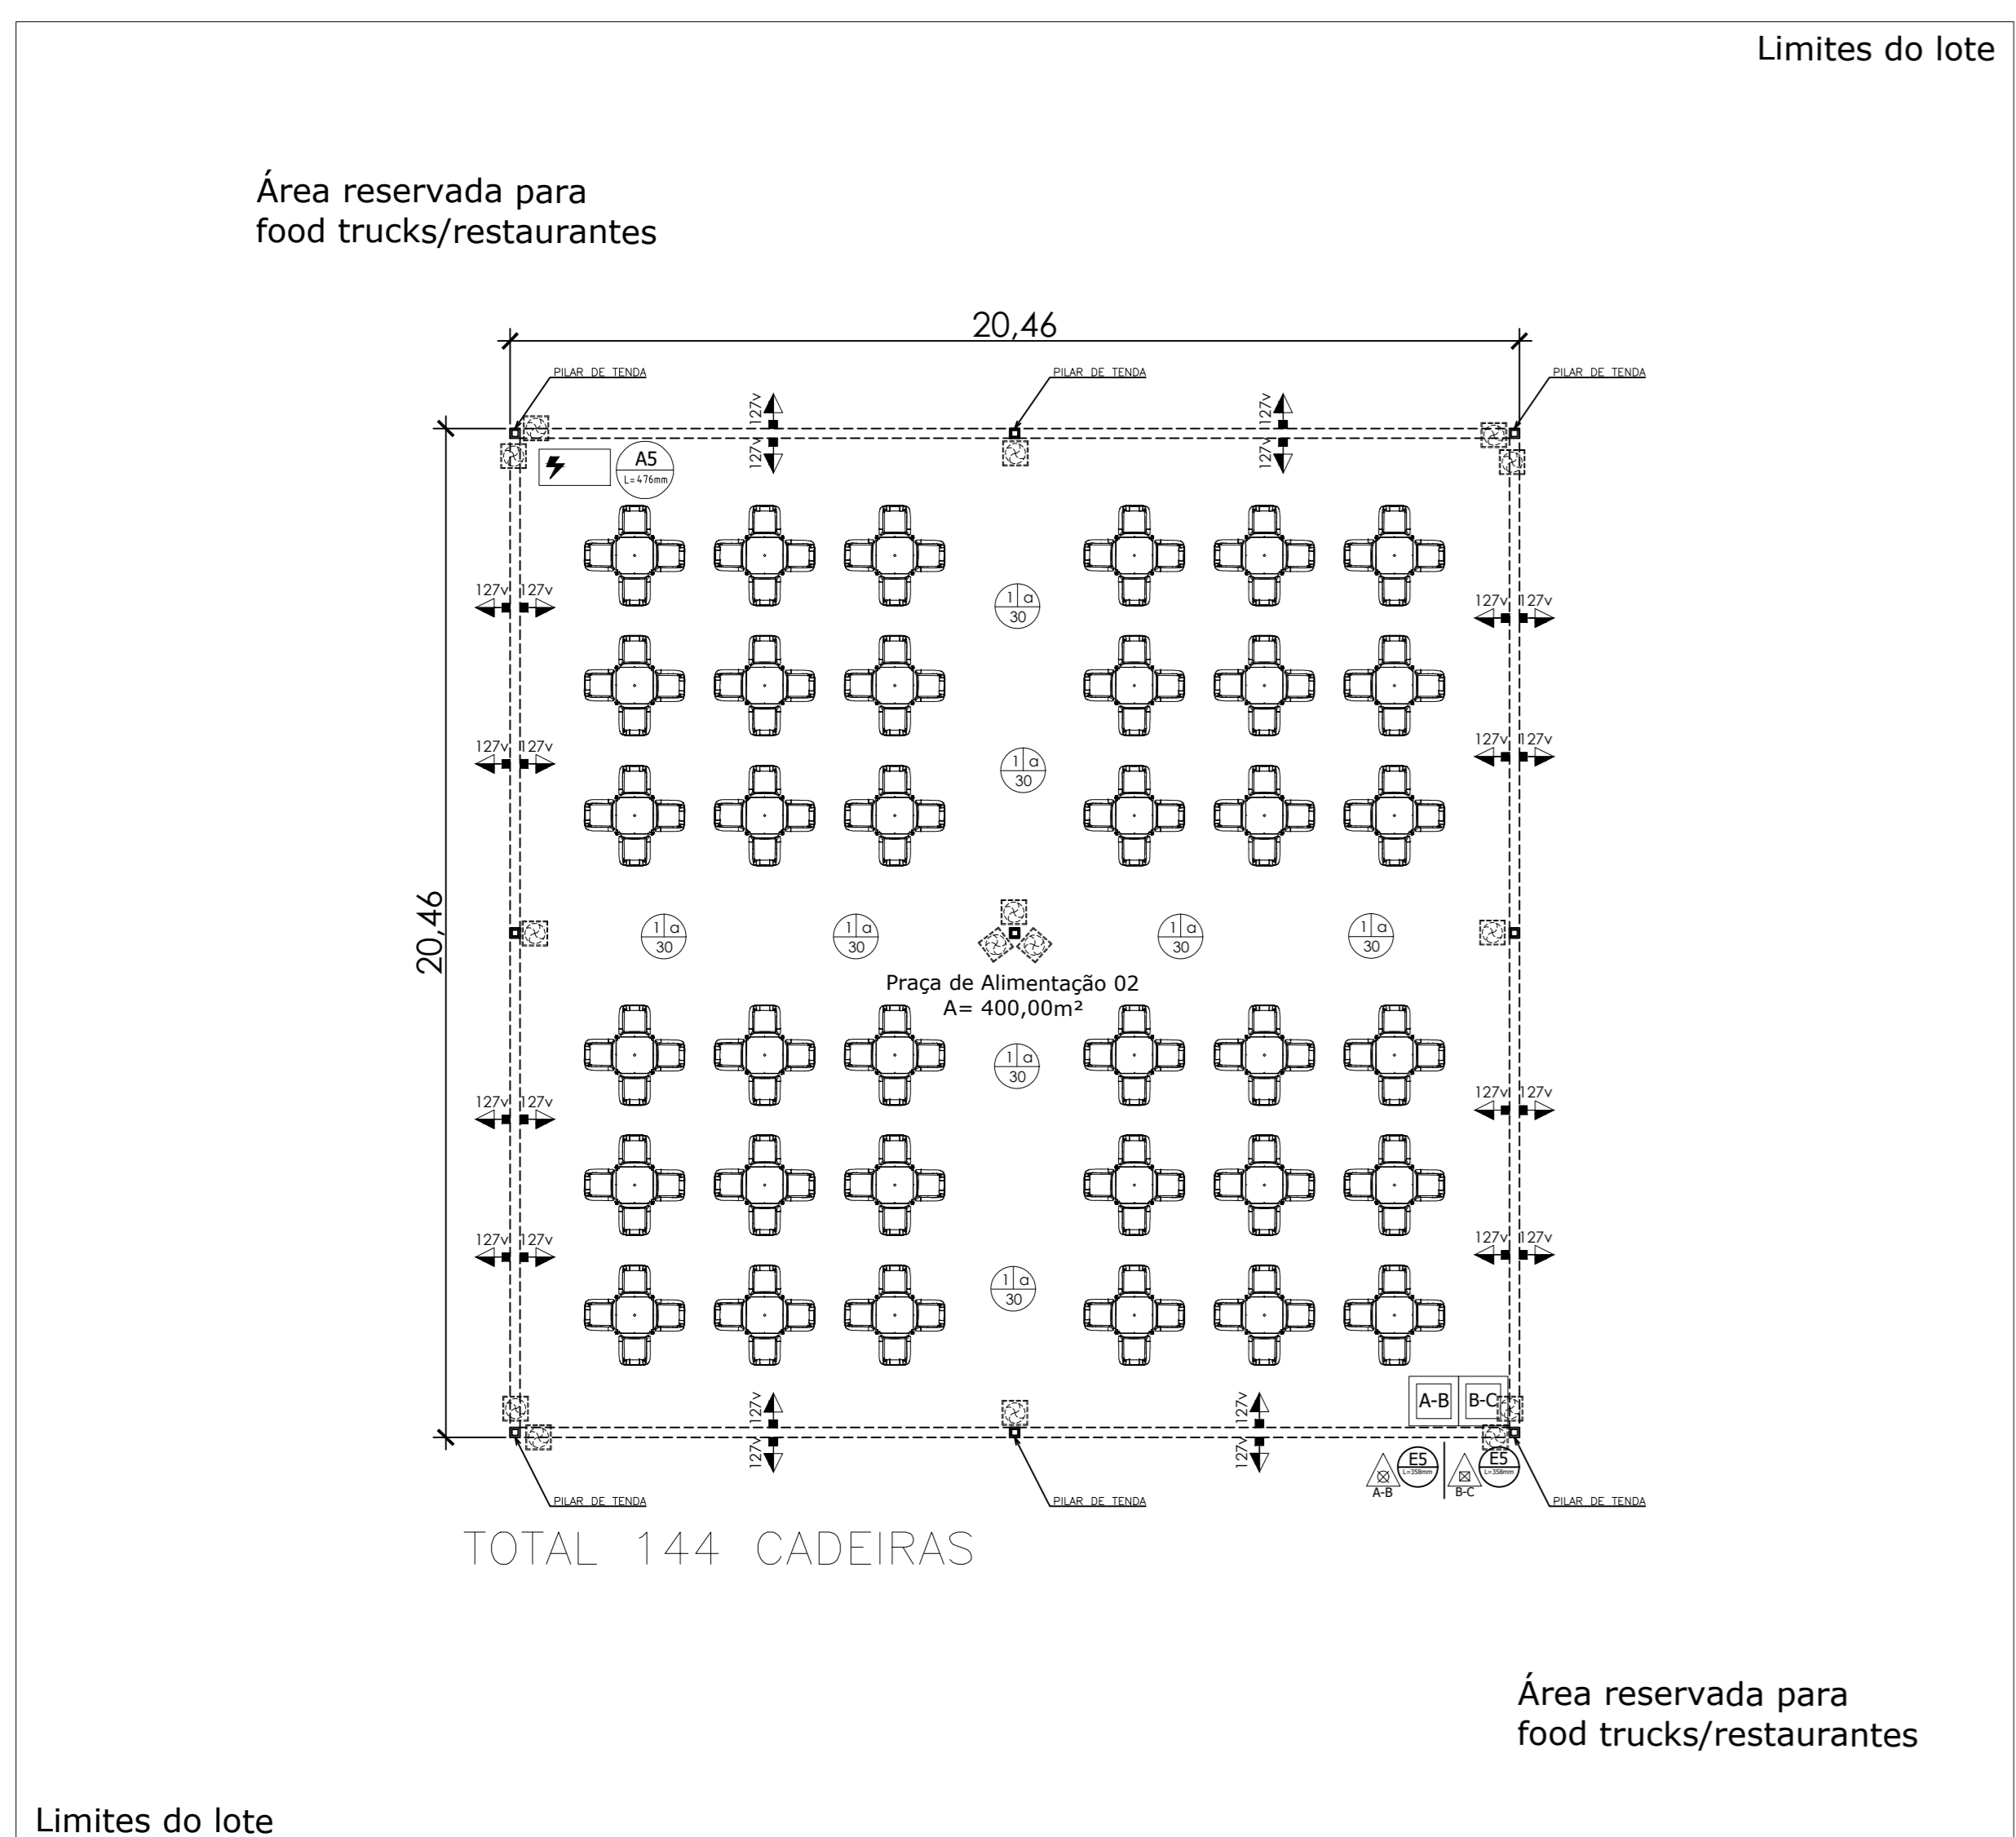 Limites do lote
Área reservada para
food trucks/restaurantes
20,46
PILAR DE TENDA
PILAR DE TENDA
PILAR DE TENDA
127v
127v
127v
127v
A5
L=476mm
127v
127v
1 a
30
127v
127v
127v
127v
1 a
30
127v
127v
20,46
1 a
30
1 a
30
1 a
30
1 a
30
Praça de Alimentação 02
A= 400,00m²
1 a
30
127v
127v
127v
127v
127v
127v
127v
127v
1 a
30
127v
127v
127v
127v
A-B
B-C
E5
L=358mm
A-B
E5
L=358mm
B-C
PILAR DE TENDA
PILAR DE TENDA
PILAR DE TENDA
TOTAL 144 CADEIRAS
Área reservada para
food trucks/restaurantes
Limites do lote